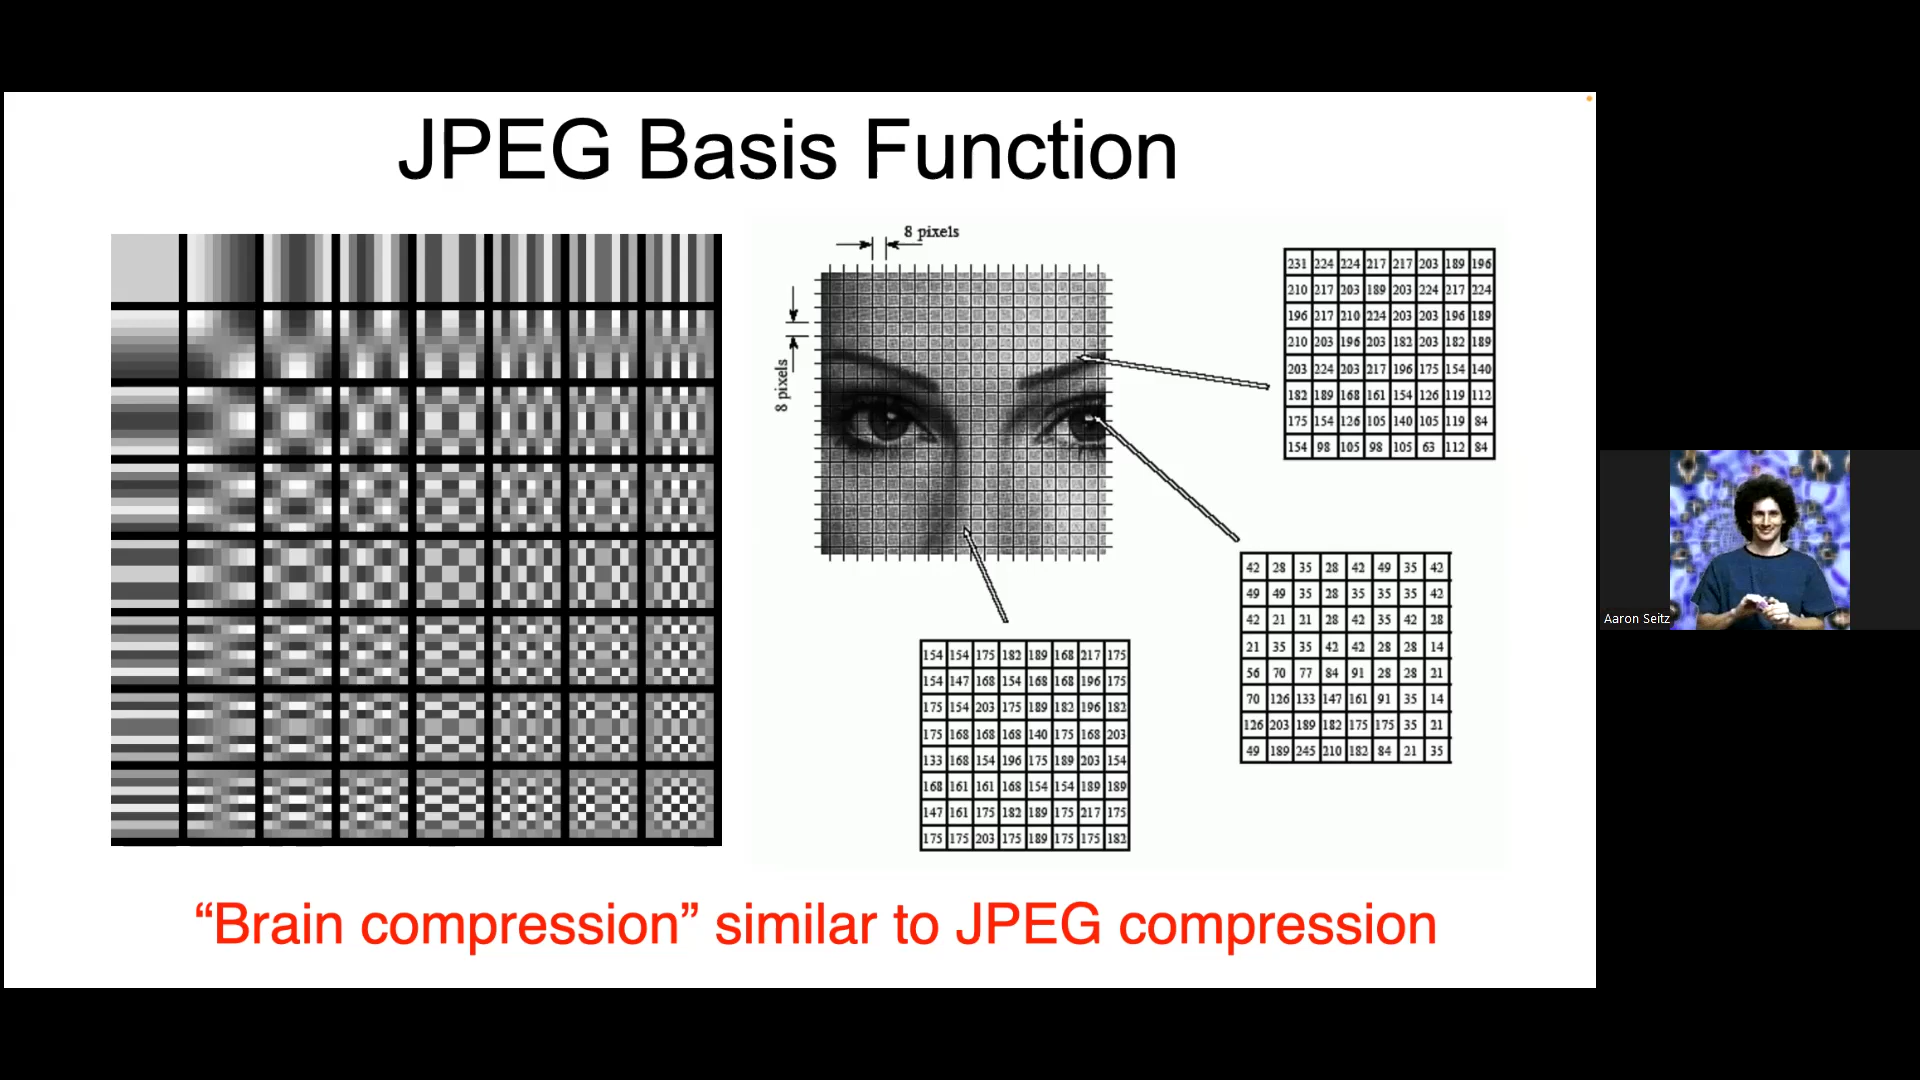 JPEG Basis Function
8 pixels
8 pixels
231 224 224 217 217 203 189 196
210 217 203 189 203 224 217 224
196 217 210 224 203 203 196 189
210 203 196 203 182 203 182 189
203 224 203 217 196 175 154 140
182 189 168 161 154 126 119 112
175 154 126 105 140 105 119 84
154 98 105 98 105 63 112 84
42 28 35 28 42 49 35 42
49 49 35 28 35 35 35 42
42 21 21 28 42 35 42 28
21 35 35 42 42 28 28 14
56 70 77 84 91 28 28 21
70 126 133 147 161 91 35 14
126 203 189 182 175 175 35 21
49 189 245 210 182 84 21 35
154 154 175 182 189 168 217 175
154 147 168 154 168 168 196 175
175 154 203 175 189 182 196 182
175 168 168 168 140 175 168 203
133 168 154 196 175 189 203 154
168 161 161 168 154 154 189 189
147 161 175 182 189 175 217 175
175 175 203 175 189 175 175 182
“Brain compression” similar to JPEG compression
Aaron Seitz